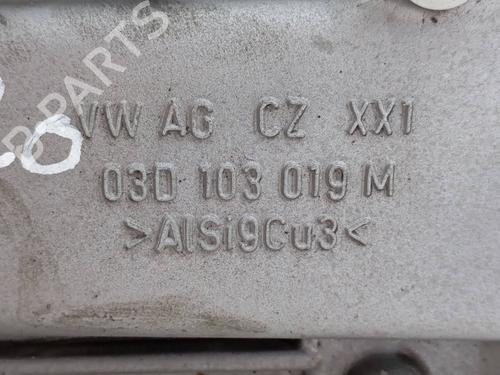 VW AG CZ XX1
03D 103 019 M
>AlSi9Cu3<